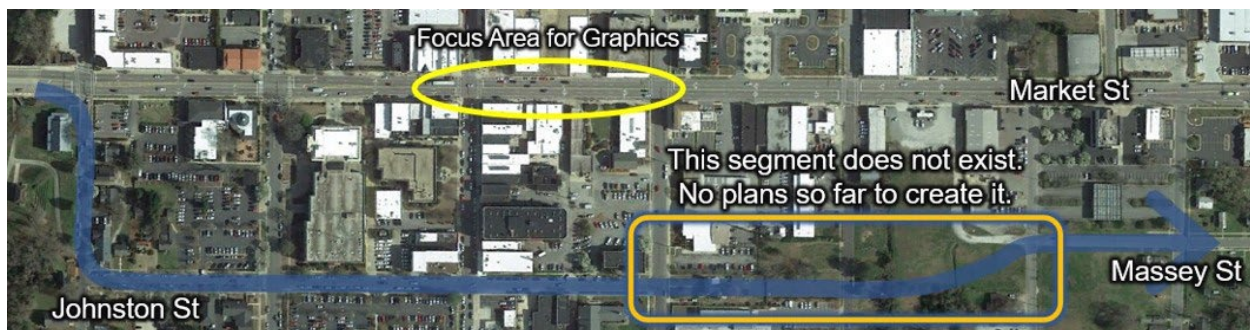 Focus Area for Graphics
Market St
This segment does not exist.
No plans so far to create it.
Massey St
Johnston St